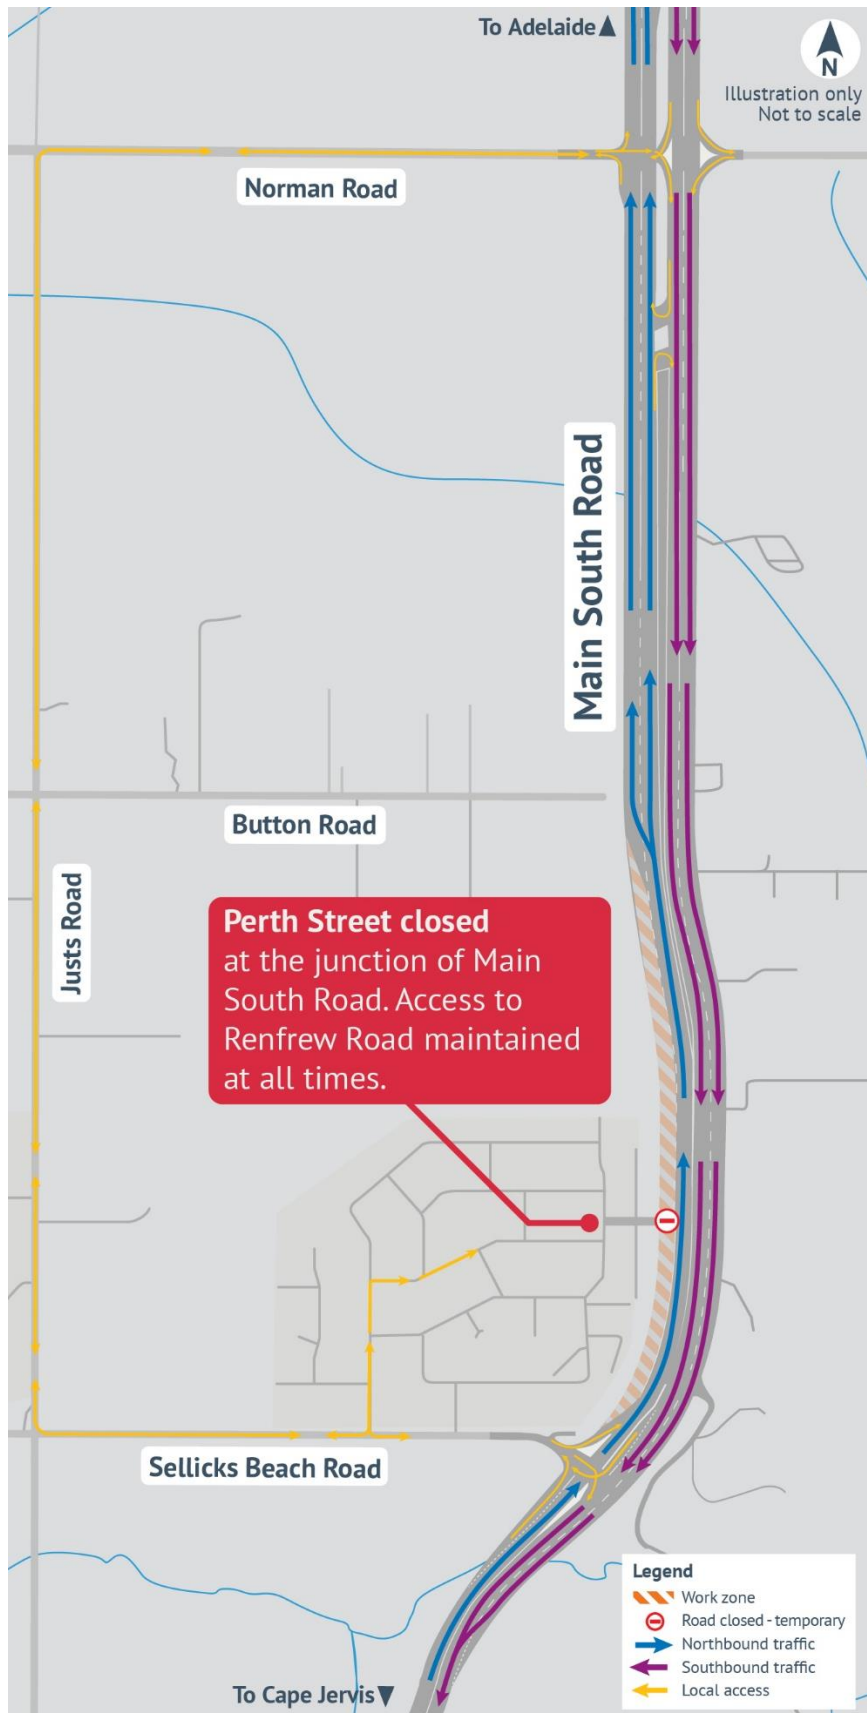 To Adelaide
N
Illustration only
Not to scale
Norman Road
Main South Road
Button Road
Justs Road
Perth Street closed
at the junction of Main
South Road. Access to
Renfrew Road maintained
at all times.
Sellicks Beach Road
Legend
Work zone
Road closed - temporary
Northbound traffic
Southbound traffic
Local access
To Cape Jervis